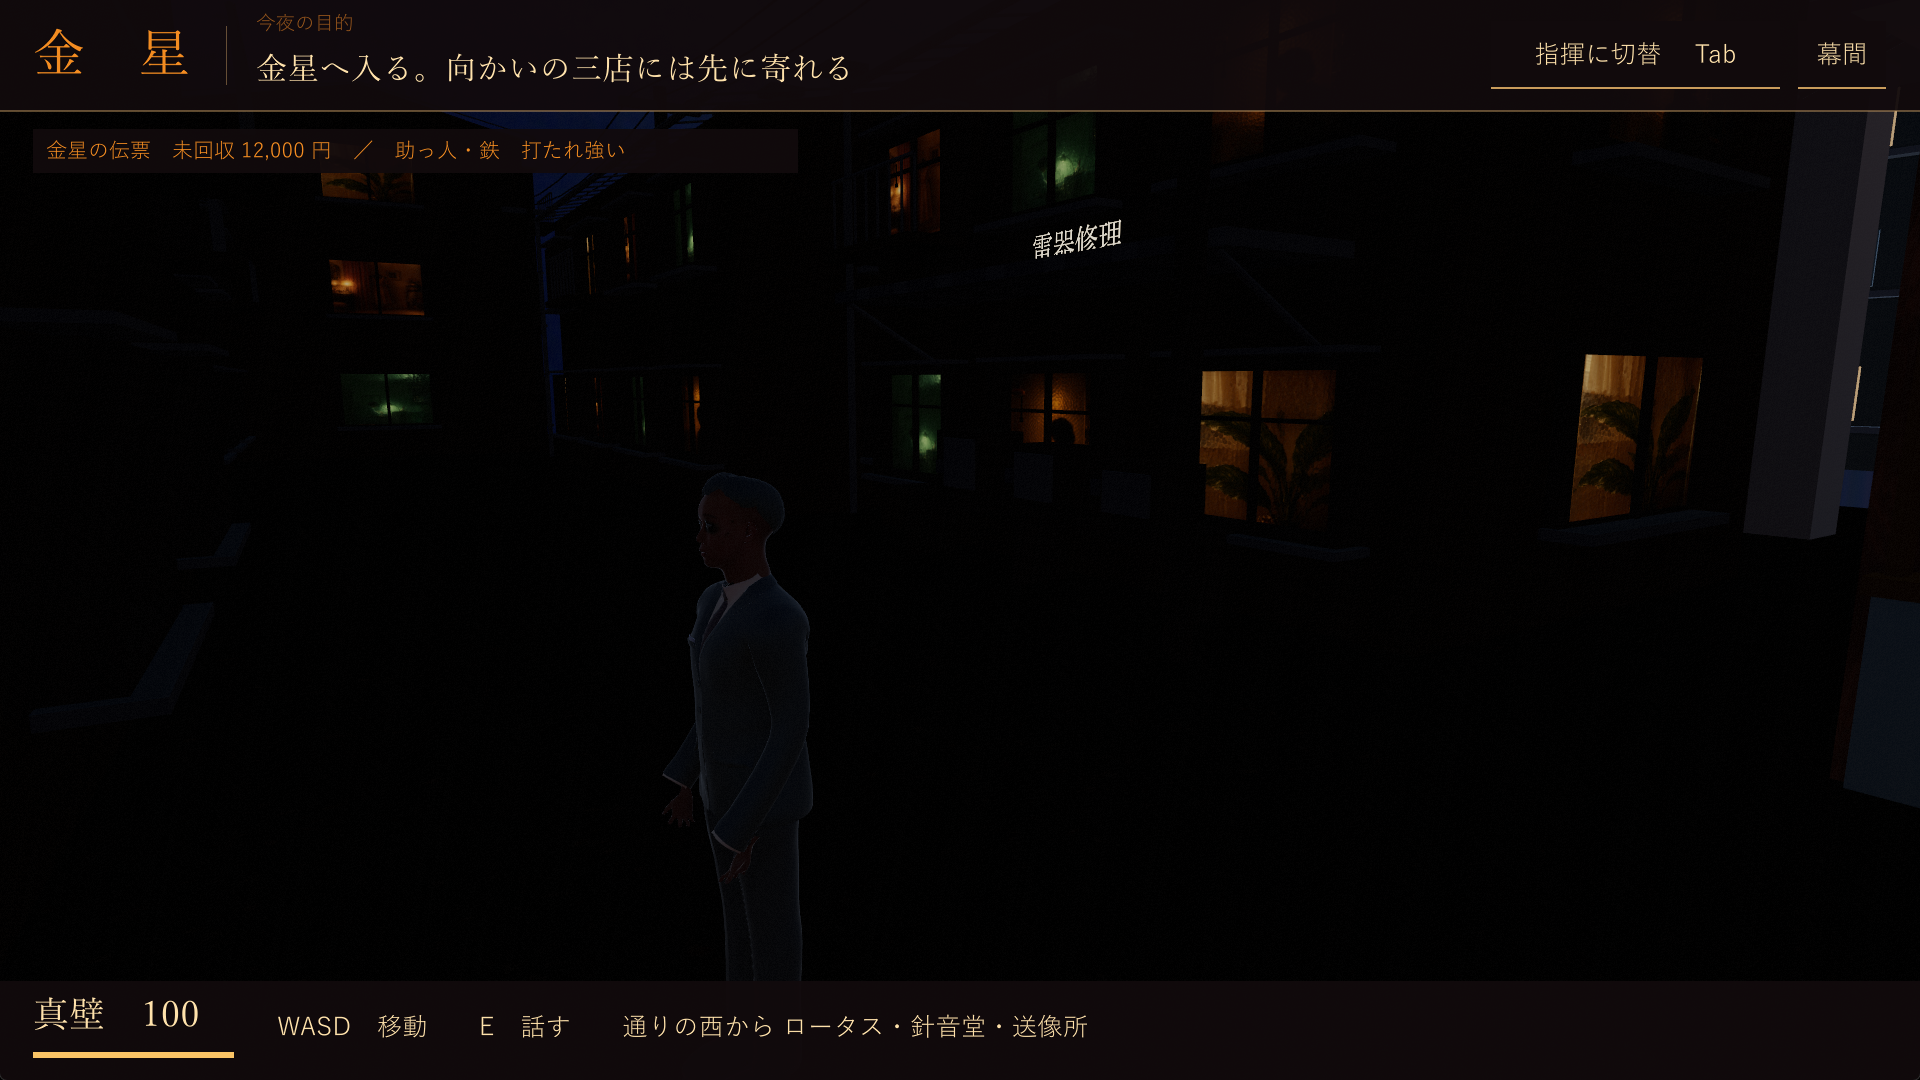 金星
今夜の目的
金星へ入る。向かいの三店には先に寄れる
指揮に切替 Tab
幕間
金星の伝票 未回収 12,000 円 ／ 助っ人・鉄 打たれ強い
電器修理
真壁 100
WASD 移動 E 話す 通りの西から ロータス・針音堂・送像所